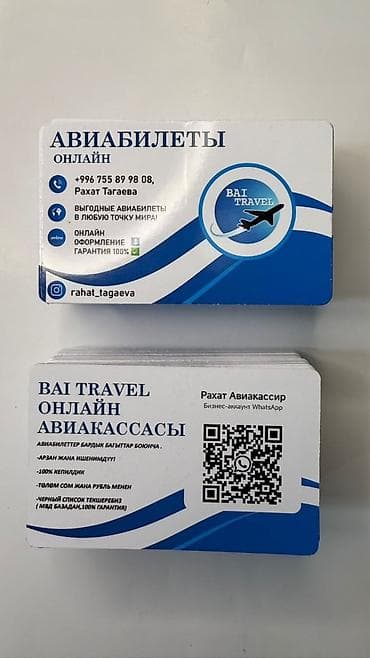 АВИАБИЛЕТЫ
ОНЛАЙН
+996 755 89 98 08,
Рахат Тагаева
ВЫГОДНЫЕ АВИАБИЛЕТЫ
В ЛЮБУЮ ТОЧКУ МИРА!
online
ОНЛАЙН
ОФОРМЛЕНИЕ
ГАРАНТИЯ 100% ✅
rahat_tagaeva
BAI
TRAVEL
BAI TRAVEL
ОНЛАЙН
АВИАКАССАСЫ
АВИАБИЛЕТТЕР БАРДЫК БАГЫТТАР БОЮНЧА .
-АРЗАН ЖАНА ИШЕНИМДҮҮ!
-100% КЕПИЛДИК
-ТӨЛӨМ СОМ ЖАНА РУБЛЬ МЕНЕН
-ЧЕРНЫЙ СПИСОК ТЕКШЕРЕБИЗ
( МВД БАЗАДАН,100% ГАРАНТИЯ)
Рахат Авиакассир
Бизнес-аккаунт WhatsApp